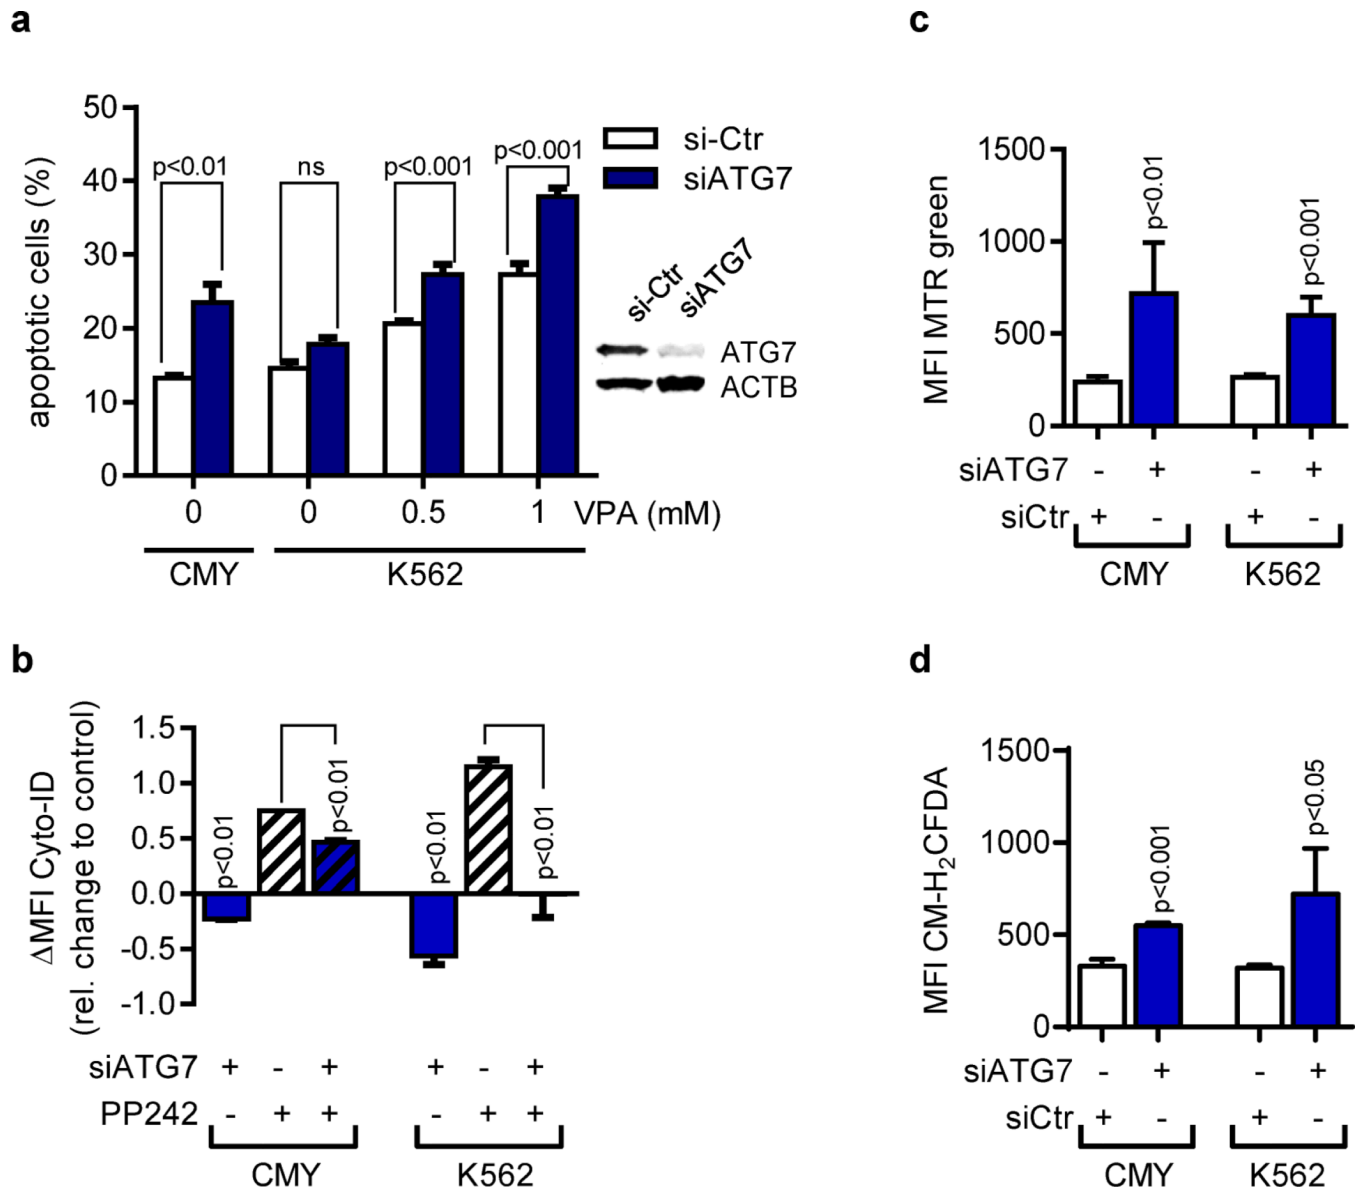 a
apoptotic cells (%)
50
40
30
20
10
0
p<0.01
ns
p<0.001
p<0.001
si-Ctr
siATG7
si-Ctr
siATG7
ATG7
ACTB
0
0
0.5
1
VPA (mM)
CMY
K562
b
ΔMFI Cyto-ID
(rel. change to control)
1.5
1.0
0.5
0.0
-0.5
-1.0
p<0.01
p<0.01
p<0.01
p<0.01
siATG7 + - + + - +
PP242 - + + - + +
CMY
K562
c
MFI MTR green
1500
1000
500
0
p<0.01
p<0.001
siATG7 - + - +
siCtr + - + -
CMY
K562
d
MFI CM-H₂CFDA
1500
1000
500
0
p<0.001
p<0.05
siATG7 - + - +
siCtr + - + -
CMY
K562